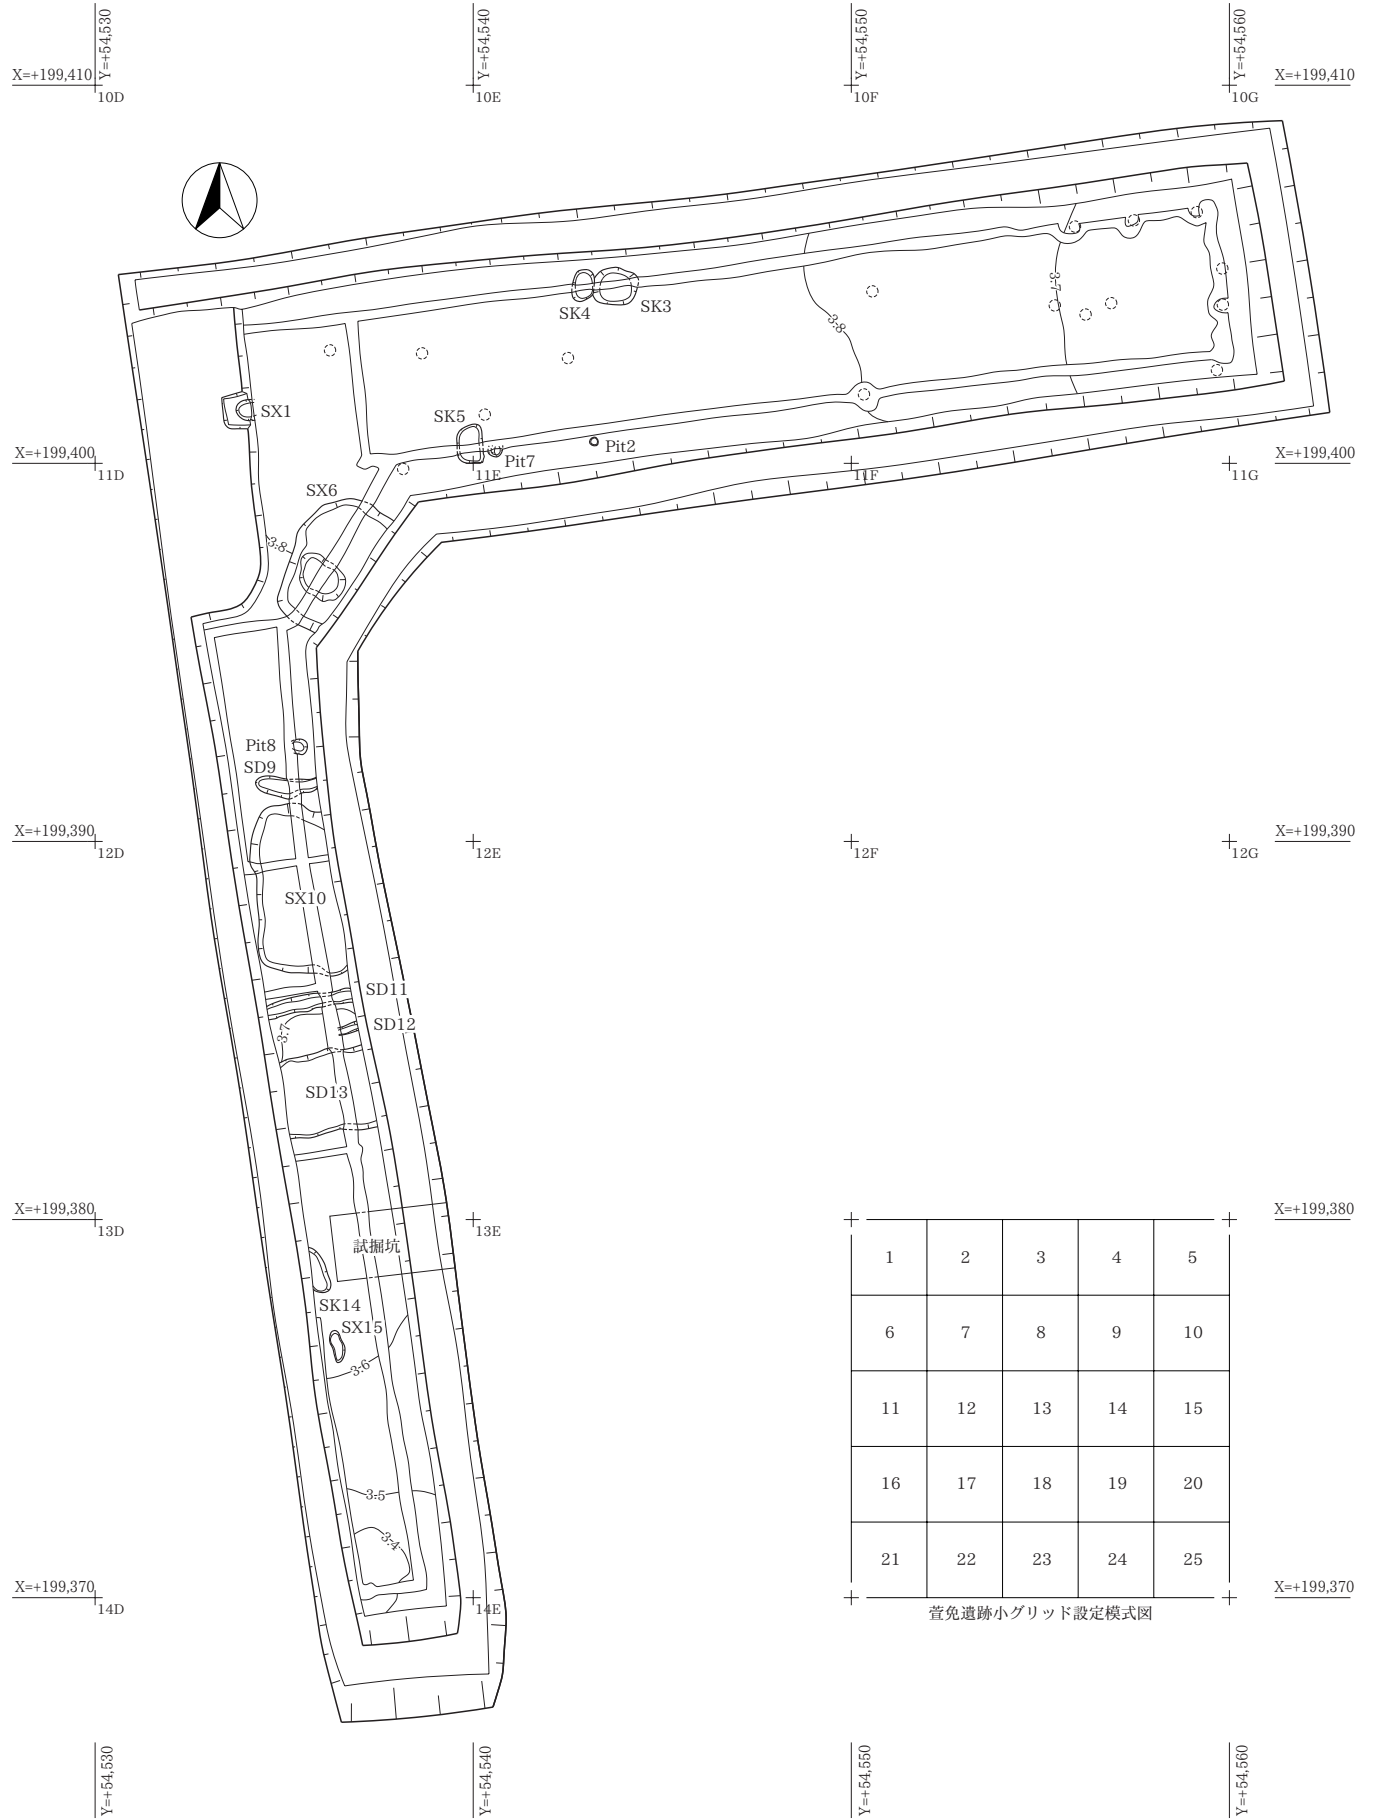 Y=+54,530
Y=+54,540
Y=+54,550
Y=+54,560
X=+199,410
X=+199,410
10D
10E
10F
10G
3.7
SK4
SK3
3.8
SX1
SK5
Pit2
Pit7
X=+199,400
X=+199,400
11D
11E
11F
11G
SX6
3.8
Pit8
SD9
X=+199,390
X=+199,390
12D
12E
12F
12G
SX10
SD11
SD12
3.7
SD13
X=+199,380
X=+199,380
13D
13E
試掘坑
SK14
SX15
3.6
3.5
3.4
1 2 3 4 5
6 7 8 9 10
11 12 13 14 15
16 17 18 19 20
21 22 23 24 25
X=+199,370
X=+199,370
14D
14E
萱免遺跡小グリッド設定模式図
Y=+54,530
Y=+54,540
Y=+54,550
Y=+54,560